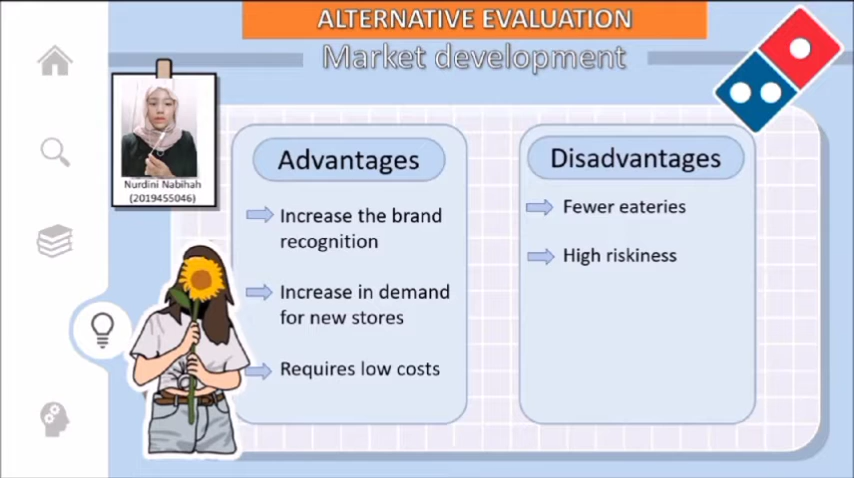 ALTERNATIVE EVALUATION
Market development
Nurdini Nabihah
(2019455046)
Advantages
Increase the brand
recognition
Increase in demand
for new stores
Requires low costs
Disadvantages
Fewer eateries
High riskiness